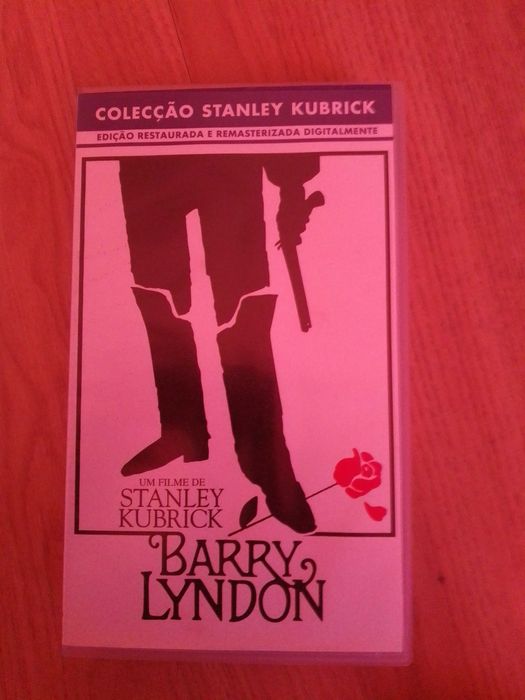 COLECÇÃO STANLEY KUBRICK
EDIÇÃO RESTAURADA E REMASTERIZADA DIGITALMENTE
UM FILME DE
STANLEY
KUBRICK
BARRY
LYNDON